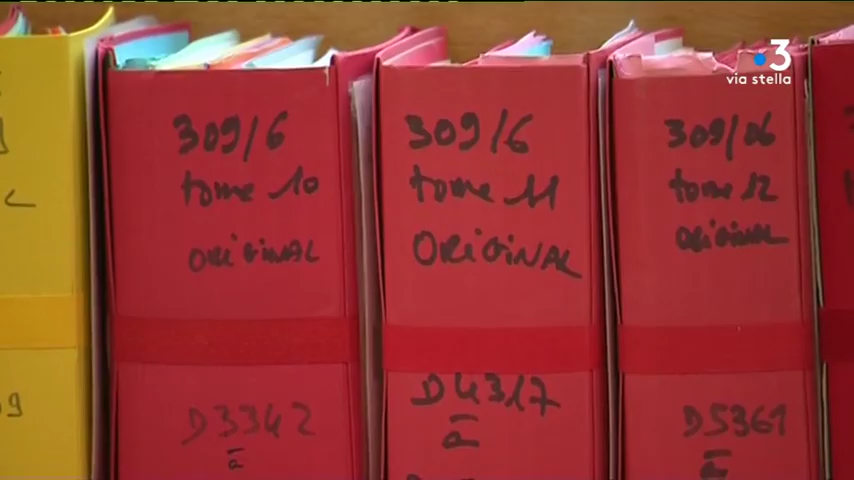 3
via stella
309/6
tome 10
ORIGINAL
D3342
à
309/6
tome 11
ORIGINAL
D4317
à
309/06
tome 12
ORIGINAL
D5361
à